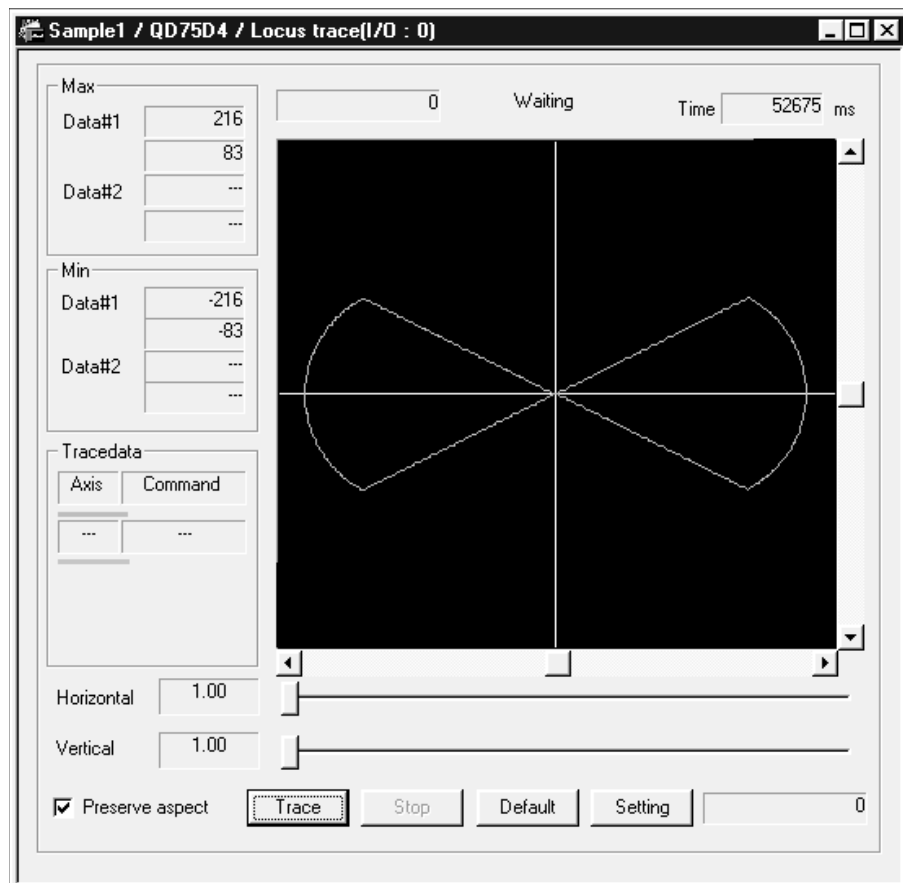 Sample1 / QD75D4 / Locus trace(I/O : 0)
Max
Data#1 216
83
Data#2 ---
---
0 Waiting Time 52675 ms
Min
Data#1 -216
-83
Data#2 ---
---
Tracedata
Axis Command
--- ---
Horizontal 1.00
Vertical 1.00
Preserve aspect Trace Stop Default Setting 0